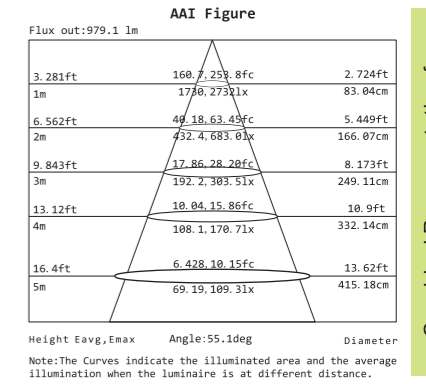 AAI Figure
Flux out:979.1 lm
3.281ft 160.7,253.8fc 2.724ft
1m 1730,2732lx 83.04cm
6.562ft 40.18,63.45fc 5.449ft
2m 432.4,683.0lx 166.07cm
9.843ft 17.86,28.20fc 8.173ft
3m 192.2,303.5lx 249.11cm
13.12ft 10.04,15.86fc 10.9ft
4m 108.1,170.7lx 332.14cm
16.4ft 6.428,10.15fc 13.62ft
5m 69.19,109.3lx 415.18cm
Height Eavg,Emax Angle:55.1deg Diameter
Note:The Curves indicate the illuminated area and the average
illumination when the luminaire is at different distance.